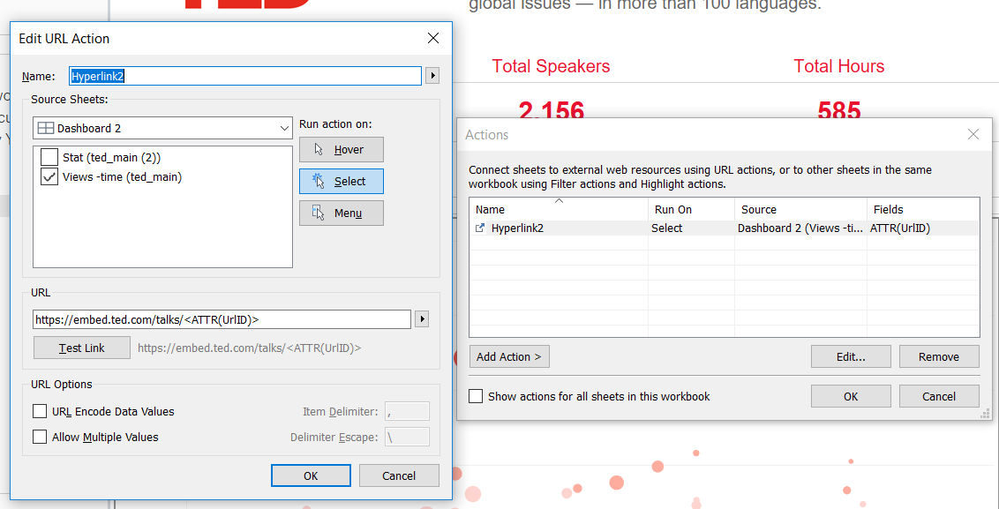 TED
global issues — in more than 100 languages.
Edit URL Action
Name: Hyperlink2
Source Sheets:
Dashboard 2
Run action on:
Stat (ted_main (2))
Views -time (ted_main)
Hover
Select
Menu
URL
https://embed.ted.com/talks/<ATTR(UrlID)>
Test Link https://embed.ted.com/talks/<ATTR(UrlID)>
URL Options
URL Encode Data Values Item Delimiter: ,
Allow Multiple Values Delimiter Escape: \
OK Cancel
Total Speakers Total Hours
2,156 585
Actions
Connect sheets to external web resources using URL actions, or to other sheets in the same
workbook using Filter actions and Highlight actions.
Name Run On Source Fields
Hyperlink2 Select Dashboard 2 (Views -ti... ATTR(UrlID)
Add Action > Edit... Remove
Show actions for all sheets in this workbook OK Cancel